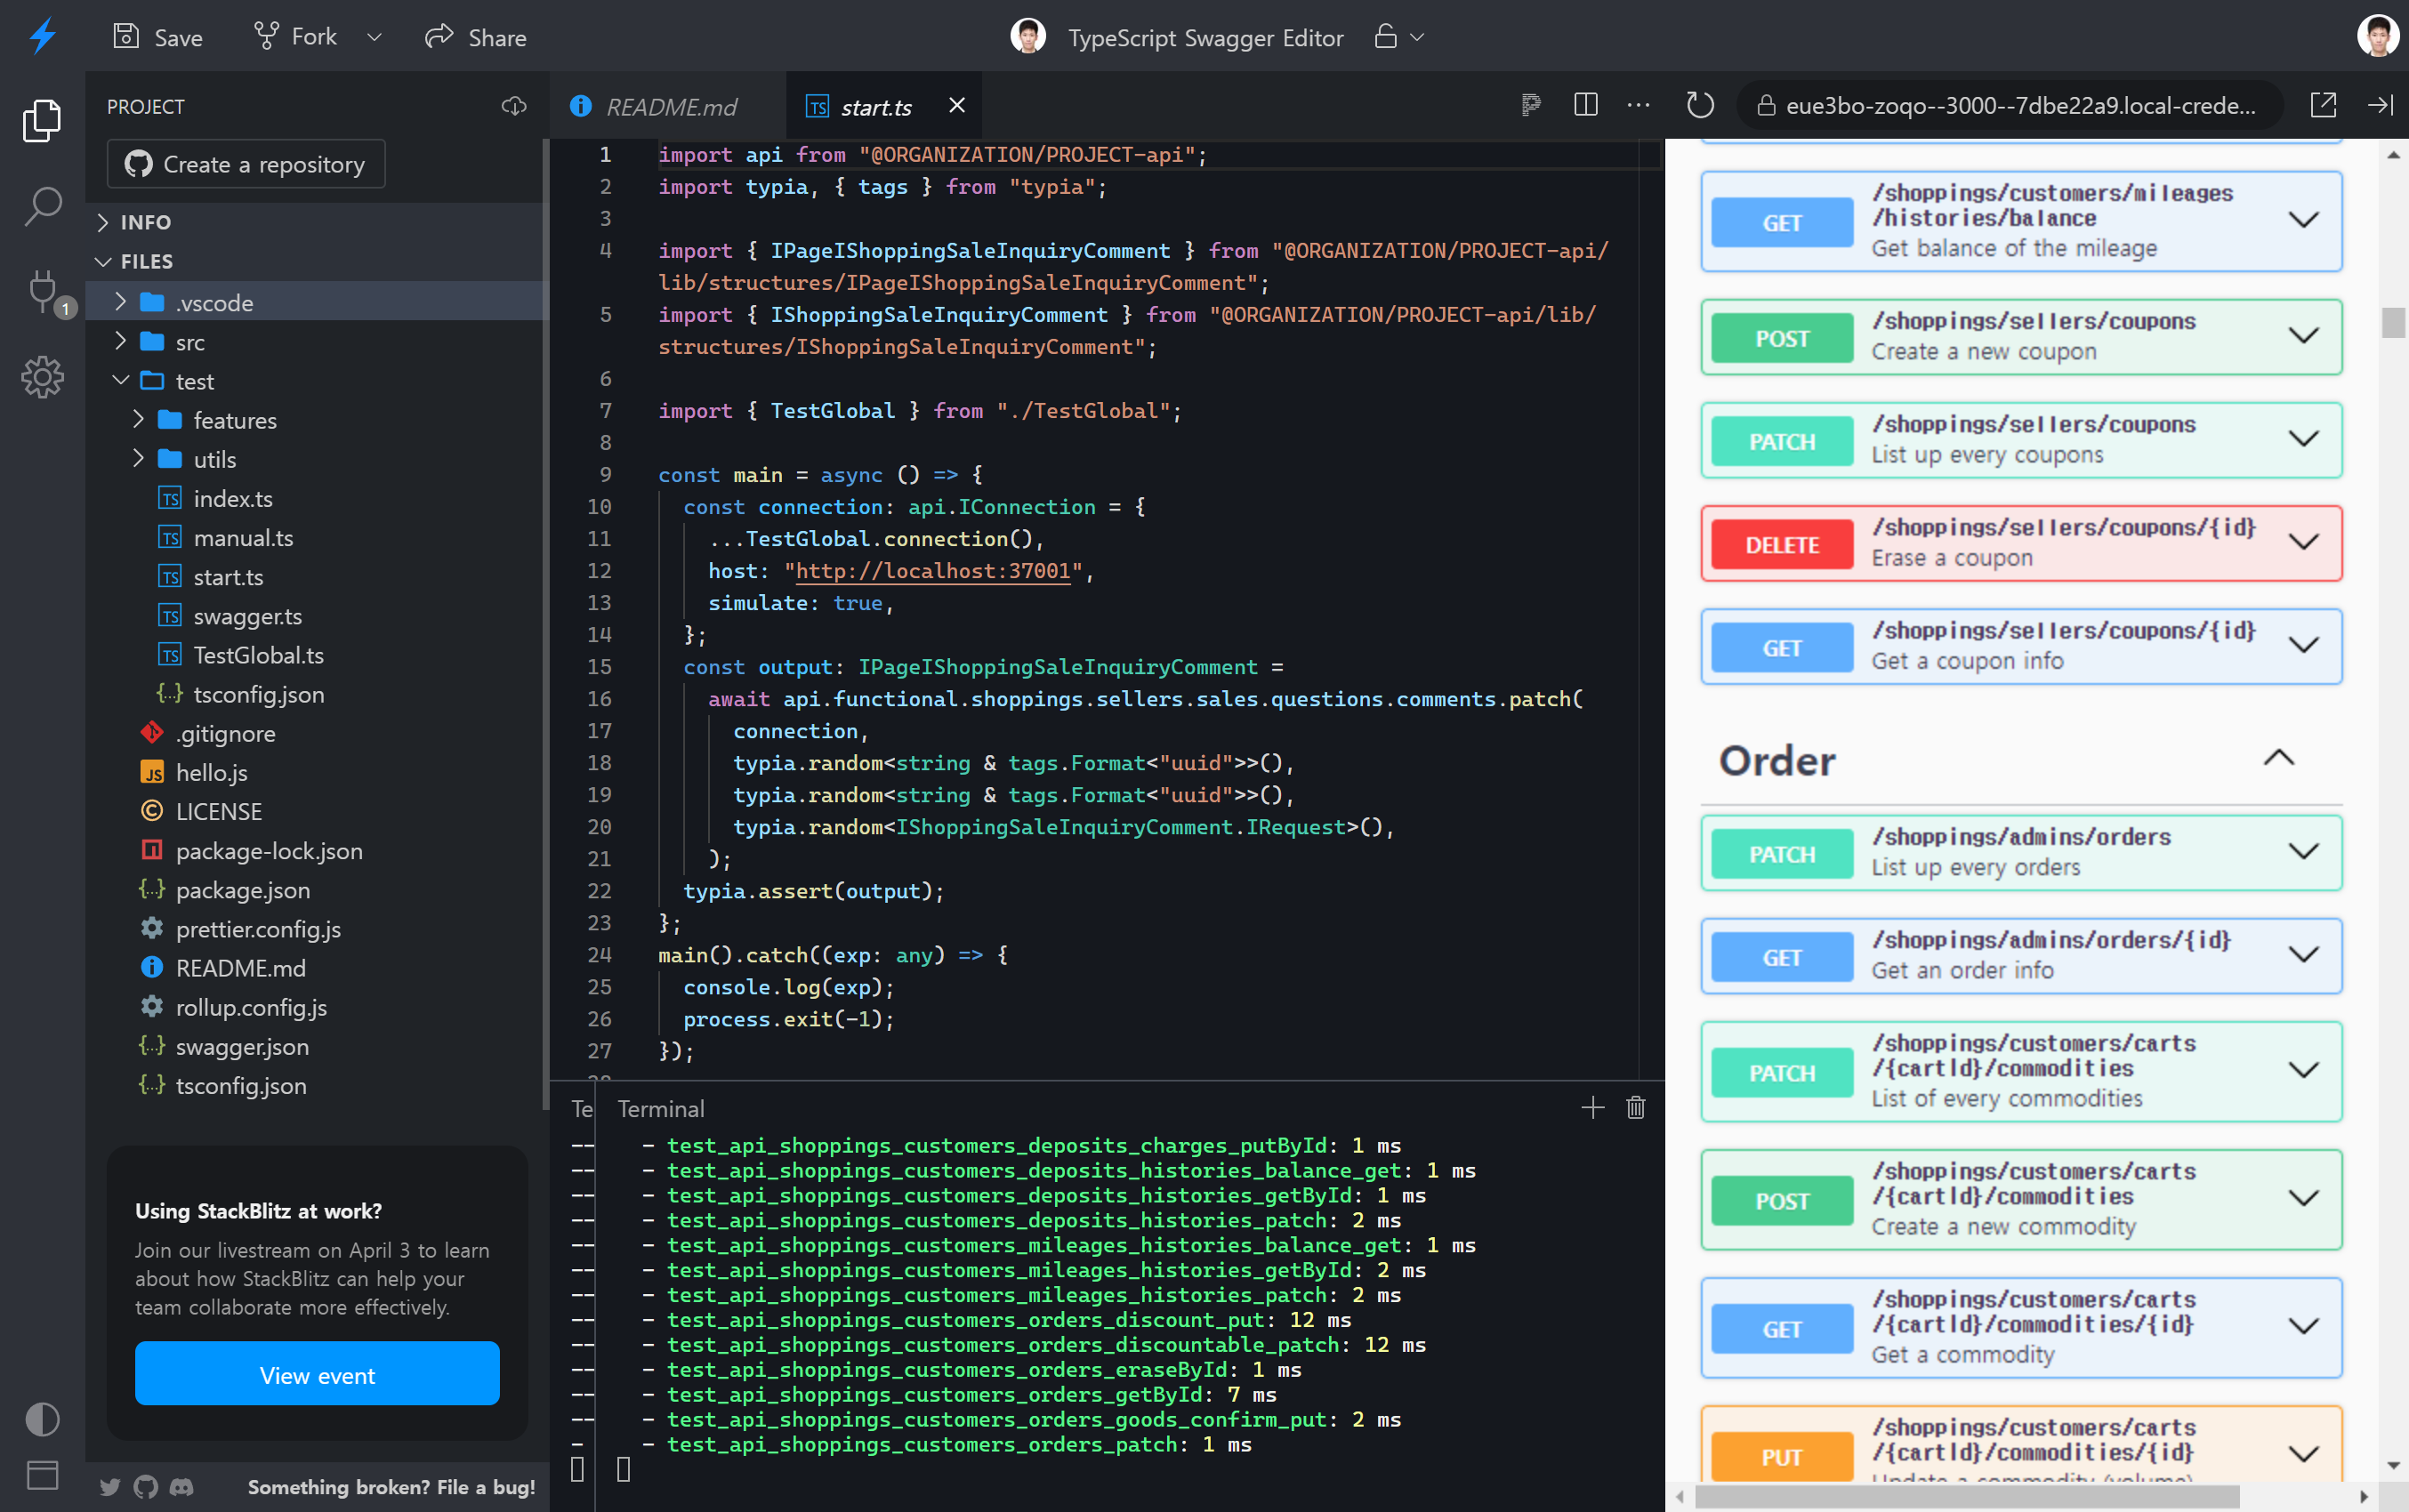 Save
Fork
Share
TypeScript Swagger Editor
PROJECT
Create a repository
INFO
FILES
.vscode
src
test
features
utils
TS index.ts
TS manual.ts
TS start.ts
TS swagger.ts
TS TestGlobal.ts
{..} tsconfig.json
.gitignore
JS hello.js
LICENSE
package-lock.json
{..} package.json
prettier.config.js
README.md
rollup.config.js
{..} swagger.json
{..} tsconfig.json
1
Using StackBlitz at work?
Join our livestream on April 3 to learn
about how StackBlitz can help your
team collaborate more effectively.
View event
Something broken? File a bug!
README.md
TS start.ts
1 import api from "@ORGANIZATION/PROJECT-api";
2 import typia, { tags } from "typia";
3
4 import { IPageIShoppingSaleInquiryComment } from "@ORGANIZATION/PROJECT-api/
lib/structures/IPageIShoppingSaleInquiryComment";
5 import { IShoppingSaleInquiryComment } from "@ORGANIZATION/PROJECT-api/lib/
structures/IShoppingSaleInquiryComment";
6
7 import { TestGlobal } from "./TestGlobal";
8
9 const main = async () => {
10 const connection: api.IConnection = {
11 ...TestGlobal.connection(),
12 host: "http://localhost:37001",
13 simulate: true,
14 };
15 const output: IPageIShoppingSaleInquiryComment =
16 await api.functional.shoppings.sellers.sales.questions.comments.patch(
17 connection,
18 typia.random<string & tags.Format<"uuid">>(),
19 typia.random<string & tags.Format<"uuid">>(),
20 typia.random<IShoppingSaleInquiryComment.IRequest>(),
21 );
22 typia.assert(output);
23 };
24 main().catch((exp: any) => {
25 console.log(exp);
26 process.exit(-1);
27 });
Te
Terminal
-- - test_api_shoppings_customers_deposits_charges_putById: 1 ms
-- - test_api_shoppings_customers_deposits_histories_balance_get: 1 ms
-- - test_api_shoppings_customers_deposits_histories_getById: 1 ms
-- - test_api_shoppings_customers_deposits_histories_patch: 2 ms
-- - test_api_shoppings_customers_mileages_histories_balance_get: 1 ms
-- - test_api_shoppings_customers_mileages_histories_getById: 2 ms
-- - test_api_shoppings_customers_mileages_histories_patch: 2 ms
-- - test_api_shoppings_customers_orders_discount_put: 12 ms
-- - test_api_shoppings_customers_orders_discountable_patch: 12 ms
-- - test_api_shoppings_customers_orders_eraseById: 1 ms
-- - test_api_shoppings_customers_orders_getById: 7 ms
-- - test_api_shoppings_customers_orders_goods_confirm_put: 2 ms
- - test_api_shoppings_customers_orders_patch: 1 ms
eue3bo-zoqo--3000--7dbe22a9.local-crede...
GET
/shoppings/customers/mileages
/histories/balance
Get balance of the mileage
POST
/shoppings/sellers/coupons
Create a new coupon
PATCH
/shoppings/sellers/coupons
List up every coupons
DELETE
/shoppings/sellers/coupons/{id}
Erase a coupon
GET
/shoppings/sellers/coupons/{id}
Get a coupon info
Order
PATCH
/shoppings/admins/orders
List up every orders
GET
/shoppings/admins/orders/{id}
Get an order info
PATCH
/shoppings/customers/carts
/{cartId}/commodities
List of every commodities
POST
/shoppings/customers/carts
/{cartId}/commodities
Create a new commodity
GET
/shoppings/customers/carts
/{cartId}/commodities/{id}
Get a commodity
PUT
/shoppings/customers/carts
/{cartId}/commodities/{id}